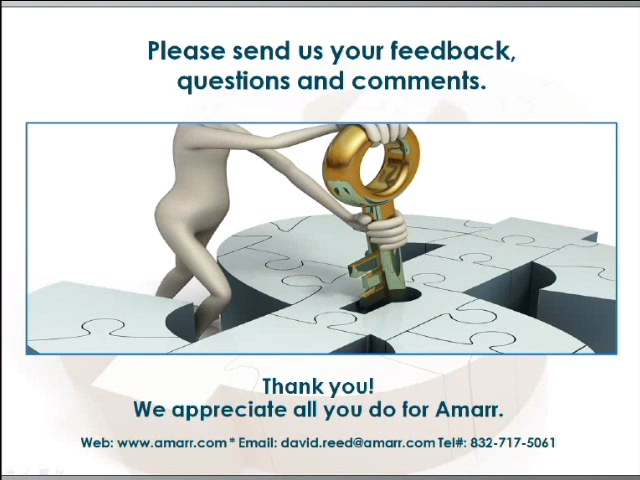 Please send us your feedback,
questions and comments.
Thank you!
We appreciate all you do for Amarr.
Web: www.amarr.com * Email: david.reed@amarr.com Tel#: 832-717-5061